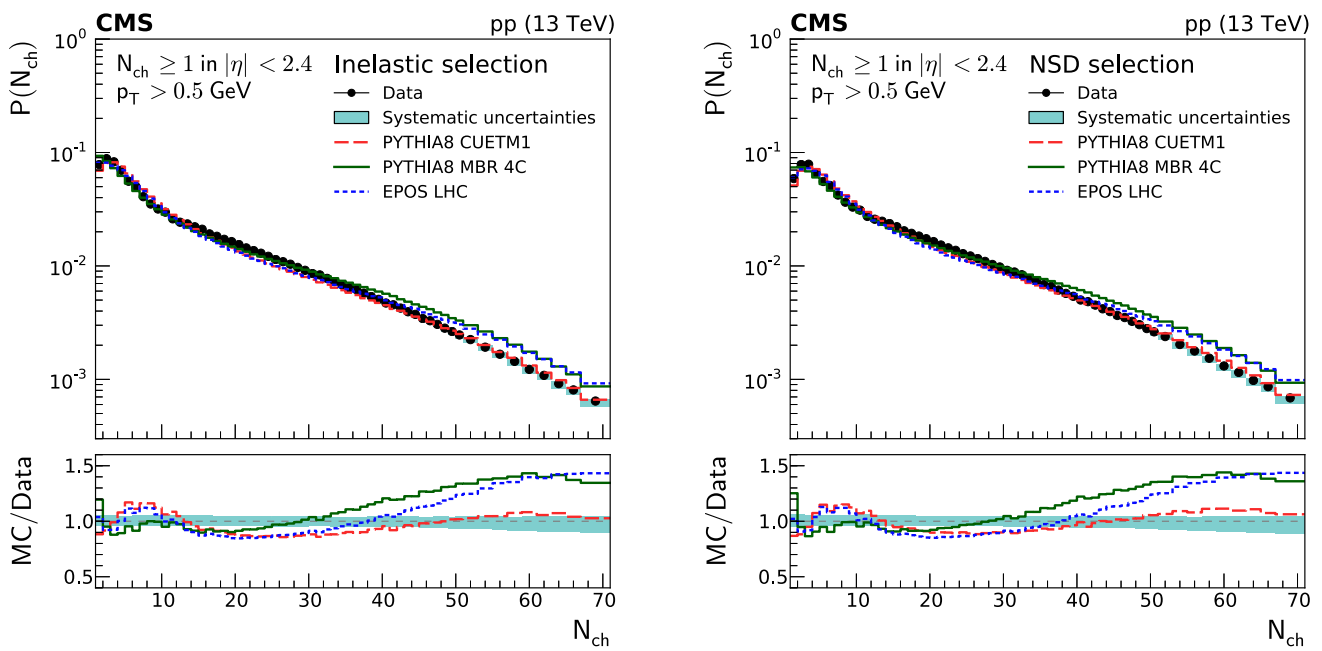 CMS pp (13 TeV)
P(N_ch)
10^0
10^-1
10^-2
10^-3
N_ch ≥ 1 in |η| < 2.4
p_T > 0.5 GeV
Inelastic selection
Data
Systematic uncertainties
PYTHIA8 CUETM1
PYTHIA8 MBR 4C
EPOS LHC
MC/Data
1.5
1.0
0.5
10 20 30 40 50 60 70
N_ch
CMS pp (13 TeV)
P(N_ch)
10^0
10^-1
10^-2
10^-3
N_ch ≥ 1 in |η| < 2.4
p_T > 0.5 GeV
NSD selection
Data
Systematic uncertainties
PYTHIA8 CUETM1
PYTHIA8 MBR 4C
EPOS LHC
MC/Data
1.5
1.0
0.5
10 20 30 40 50 60 70
N_ch